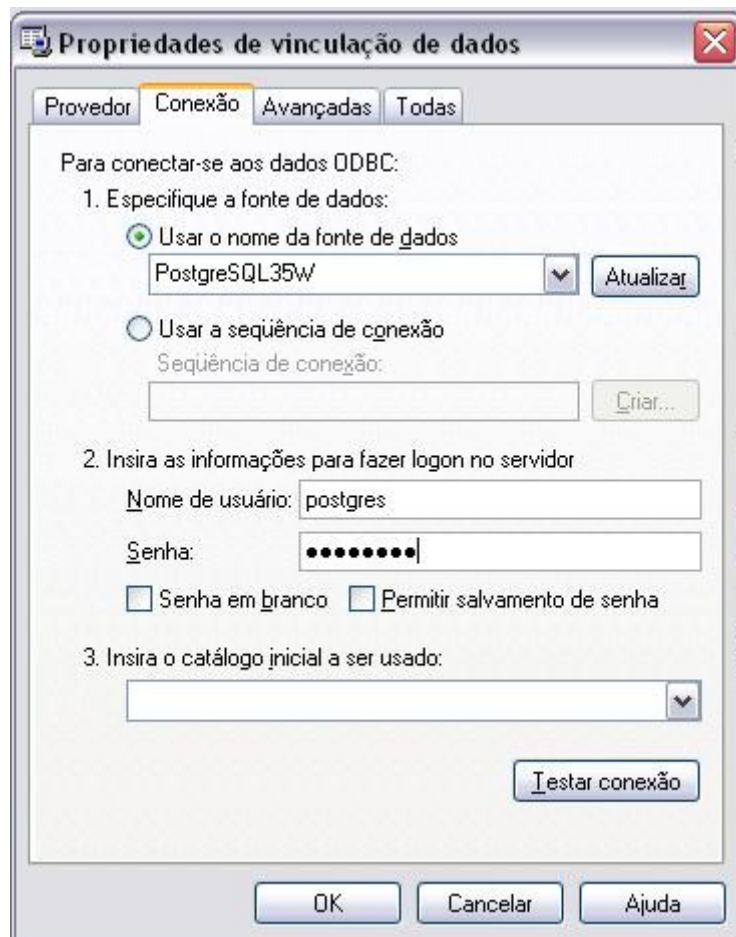 Propriedades de vinculação de dados
Provedor Conexão Avançadas Todas
Para conectar-se aos dados ODBC:
1. Especifique a fonte de dados:
Usar o nome da fonte de dados
PostgreSQL35W Atualizar
Usar a seqüência de conexão
Seqüência de conexão:
Criar...
2. Insira as informações para fazer logon no servidor
Nome de usuário: postgres
Senha: ●●●●●●●●
Senha em branco Permitir salvamento de senha
3. Insira o catálogo inicial a ser usado:
Testar conexão
OK Cancelar Ajuda